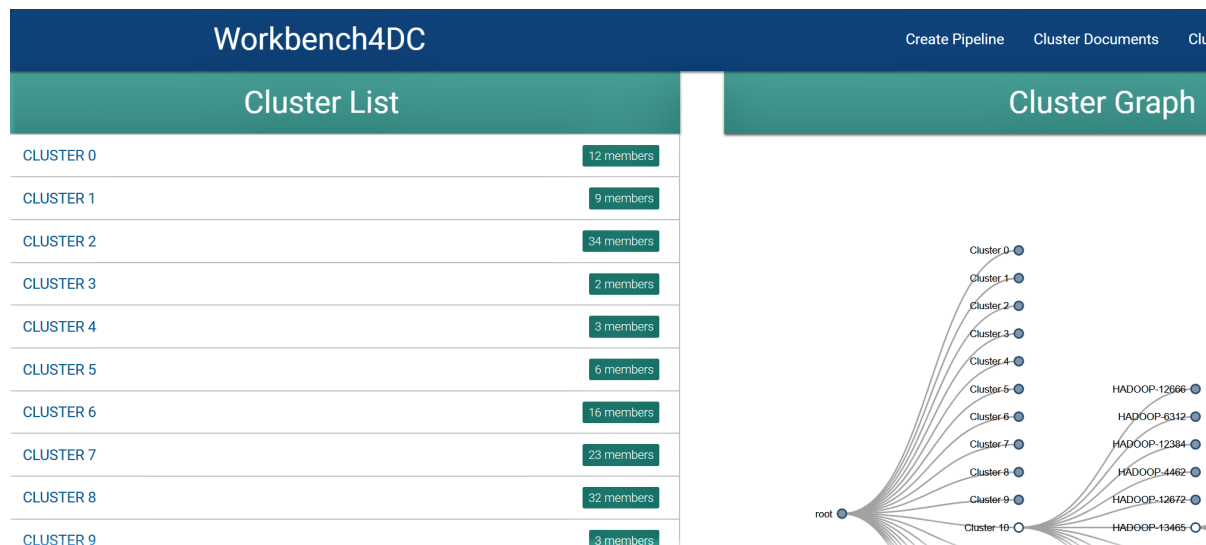 Workbench4DC
Create Pipeline
Cluster Documents
Clu
Cluster List
Cluster Graph
CLUSTER 0
12 members
CLUSTER 1
9 members
CLUSTER 2
34 members
CLUSTER 3
2 members
CLUSTER 4
3 members
CLUSTER 5
6 members
CLUSTER 6
16 members
CLUSTER 7
23 members
CLUSTER 8
32 members
CLUSTER 9
3 members
Cluster 0
Cluster 1
Cluster 2
Cluster 3
Cluster 4
Cluster 5
Cluster 6
Cluster 7
Cluster 8
Cluster 9
root
Cluster 10
HADOOP-12666
HADOOP-6312
HADOOP-12384
HADOOP-4462
HADOOP-12672
HADOOP-13465